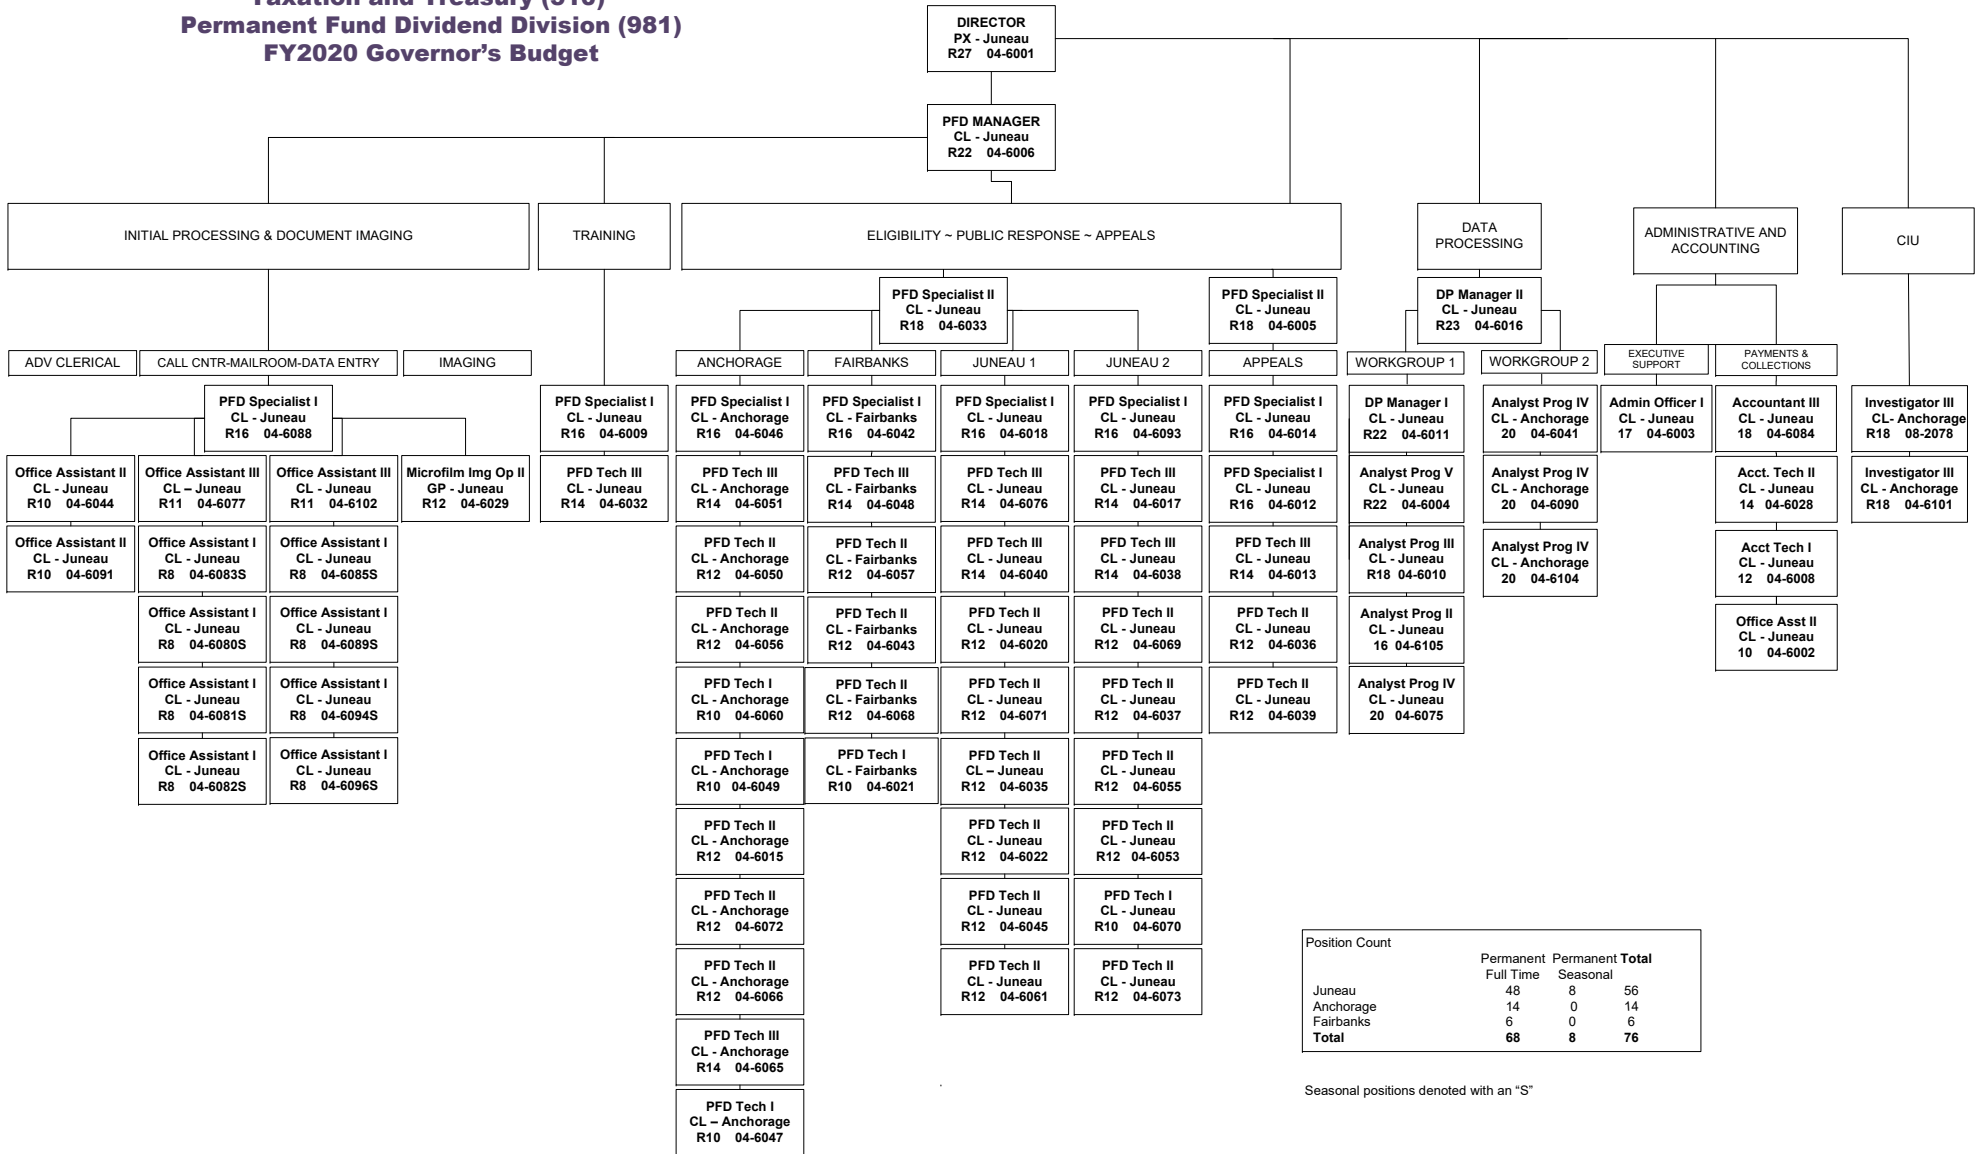 Taxation and Treasury (510)
Permanent Fund Dividend Division (981)
FY2020 Governor's Budget
DIRECTOR
PX - Juneau
R27 04-6001
PFD MANAGER
CL - Juneau
R22 04-6006
INITIAL PROCESSING & DOCUMENT IMAGING
TRAINING
ELIGIBILITY ~ PUBLIC RESPONSE ~ APPEALS
DATA
PROCESSING
ADMINISTRATIVE AND
ACCOUNTING
CIU
PFD Specialist II
CL - Juneau
R18 04-6033
PFD Specialist II
CL - Juneau
R18 04-6005
DP Manager II
CL - Juneau
R23 04-6016
ADV CLERICAL
CALL CNTR-MAILROOM-DATA ENTRY
IMAGING
PFD Specialist I
CL - Juneau
R16 04-6088
Office Assistant II
CL - Juneau
R10 04-6044
Office Assistant II
CL - Juneau
R10 04-6091
Office Assistant III
CL – Juneau
R11 04-6077
Office Assistant I
CL - Juneau
R8 04-6083S
Office Assistant I
CL - Juneau
R8 04-6080S
Office Assistant I
CL - Juneau
R8 04-6081S
Office Assistant I
CL - Juneau
R8 04-6082S
Office Assistant III
CL - Juneau
R11 04-6102
Office Assistant I
CL - Juneau
R8 04-6085S
Office Assistant I
CL - Juneau
R8 04-6089S
Office Assistant I
CL - Juneau
R8 04-6094S
Office Assistant I
CL - Juneau
R8 04-6096S
Microfilm Img Op II
GP - Juneau
R12 04-6029
PFD Specialist I
CL - Juneau
R16 04-6009
PFD Tech III
CL - Juneau
R14 04-6032
ANCHORAGE
PFD Specialist I
CL - Anchorage
R16 04-6046
PFD Tech III
CL - Anchorage
R14 04-6051
PFD Tech II
CL - Anchorage
R12 04-6050
PFD Tech II
CL - Anchorage
R12 04-6056
PFD Tech I
CL - Anchorage
R10 04-6060
PFD Tech I
CL - Anchorage
R10 04-6049
PFD Tech II
CL - Anchorage
R12 04-6015
PFD Tech II
CL - Anchorage
R12 04-6072
PFD Tech II
CL - Anchorage
R12 04-6066
PFD Tech III
CL - Anchorage
R14 04-6065
PFD Tech I
CL – Anchorage
R10 04-6047
FAIRBANKS
PFD Specialist I
CL - Fairbanks
R16 04-6042
PFD Tech III
CL - Fairbanks
R14 04-6048
PFD Tech II
CL - Fairbanks
R12 04-6057
PFD Tech II
CL - Fairbanks
R12 04-6043
PFD Tech II
CL - Fairbanks
R12 04-6068
PFD Tech I
CL - Fairbanks
R10 04-6021
JUNEAU 1
PFD Specialist I
CL - Juneau
R16 04-6018
PFD Tech III
CL - Juneau
R14 04-6076
PFD Tech III
CL - Juneau
R14 04-6040
PFD Tech II
CL - Juneau
R12 04-6020
PFD Tech II
CL - Juneau
R12 04-6071
PFD Tech II
CL – Juneau
R12 04-6035
PFD Tech II
CL - Juneau
R12 04-6022
PFD Tech II
CL - Juneau
R12 04-6045
PFD Tech II
CL - Juneau
R12 04-6061
JUNEAU 2
PFD Specialist I
CL - Juneau
R16 04-6093
PFD Tech III
CL - Juneau
R14 04-6017
PFD Tech III
CL - Juneau
R14 04-6038
PFD Tech II
CL - Juneau
R12 04-6069
PFD Tech II
CL - Juneau
R12 04-6037
PFD Tech II
CL - Juneau
R12 04-6055
PFD Tech II
CL - Juneau
R12 04-6053
PFD Tech I
CL - Juneau
R10 04-6070
PFD Tech II
CL - Juneau
R12 04-6073
APPEALS
PFD Specialist I
CL - Juneau
R16 04-6014
PFD Specialist I
CL - Juneau
R16 04-6012
PFD Tech III
CL - Juneau
R14 04-6013
PFD Tech II
CL - Juneau
R12 04-6036
PFD Tech II
CL - Juneau
R12 04-6039
WORKGROUP 1
DP Manager I
CL - Juneau
R22 04-6011
Analyst Prog V
CL - Juneau
R22 04-6004
Analyst Prog III
CL - Juneau
R18 04-6010
Analyst Prog II
CL - Juneau
16 04-6105
Analyst Prog IV
CL - Juneau
20 04-6075
WORKGROUP 2
Analyst Prog IV
CL - Anchorage
20 04-6041
Analyst Prog IV
CL - Anchorage
20 04-6090
Analyst Prog IV
CL - Anchorage
20 04-6104
EXECUTIVE
SUPPORT
Admin Officer I
CL - Juneau
17 04-6003
PAYMENTS &
COLLECTIONS
Accountant III
CL - Juneau
18 04-6084
Acct. Tech II
CL - Juneau
14 04-6028
Acct Tech I
CL - Juneau
12 04-6008
Office Asst II
CL - Juneau
10 04-6002
Investigator III
CL- Anchorage
R18 08-2078
Investigator III
CL - Anchorage
R18 04-6101
Position Count
Permanent Permanent Total
Full Time Seasonal
Juneau 48 8 56
Anchorage 14 0 14
Fairbanks 6 0 6
Total 68 8 76
Seasonal positions denoted with an “S”